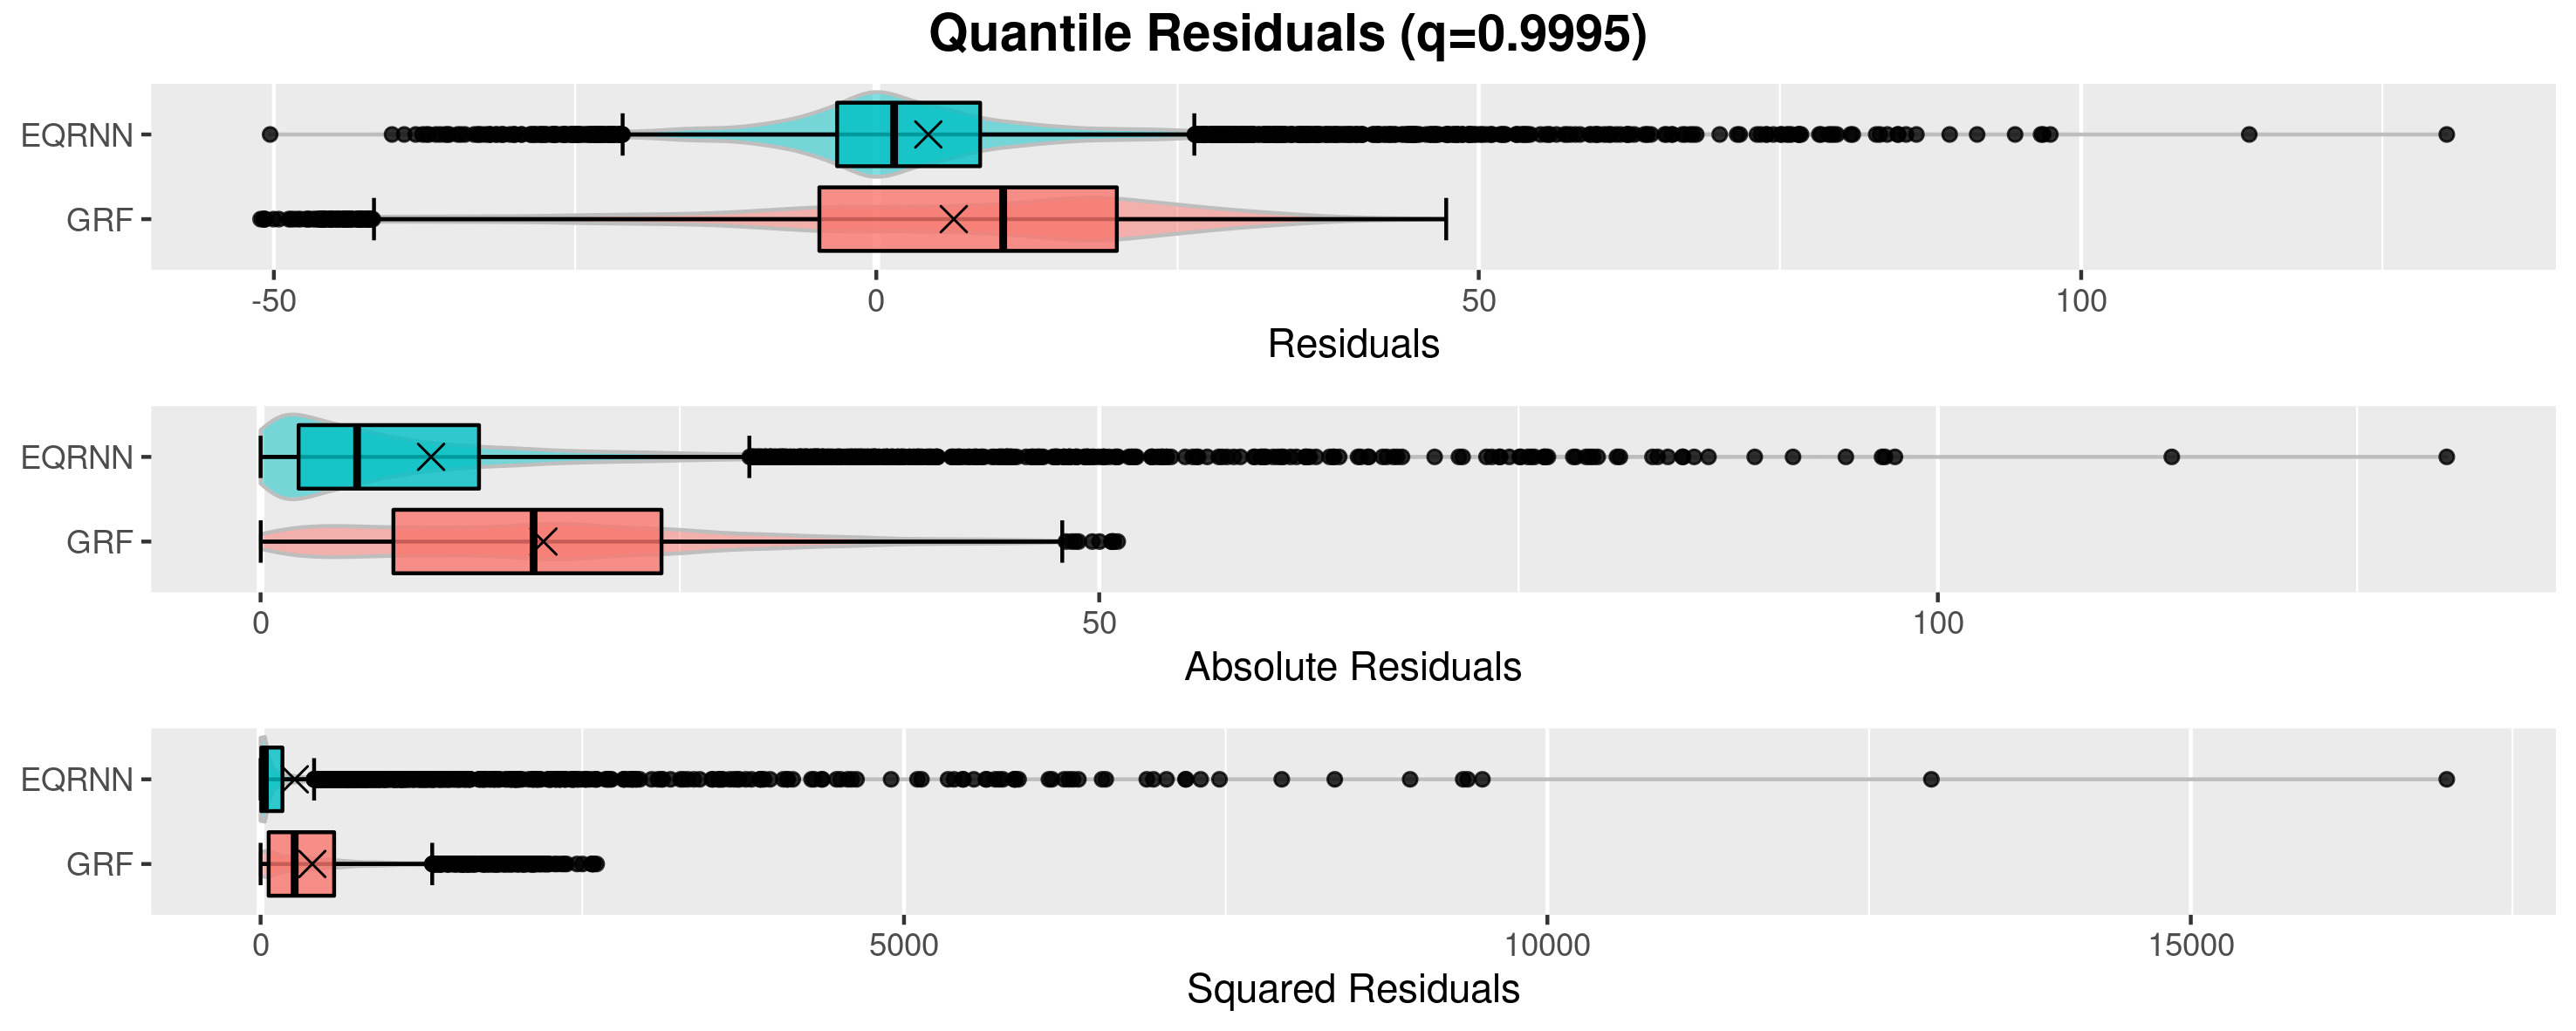 Quantile Residuals (q=0.9995)
EQRNN
GRF
-50 0 50 100
Residuals
EQRNN
GRF
0 50 100
Absolute Residuals
EQRNN
GRF
0 5000 10000 15000
Squared Residuals